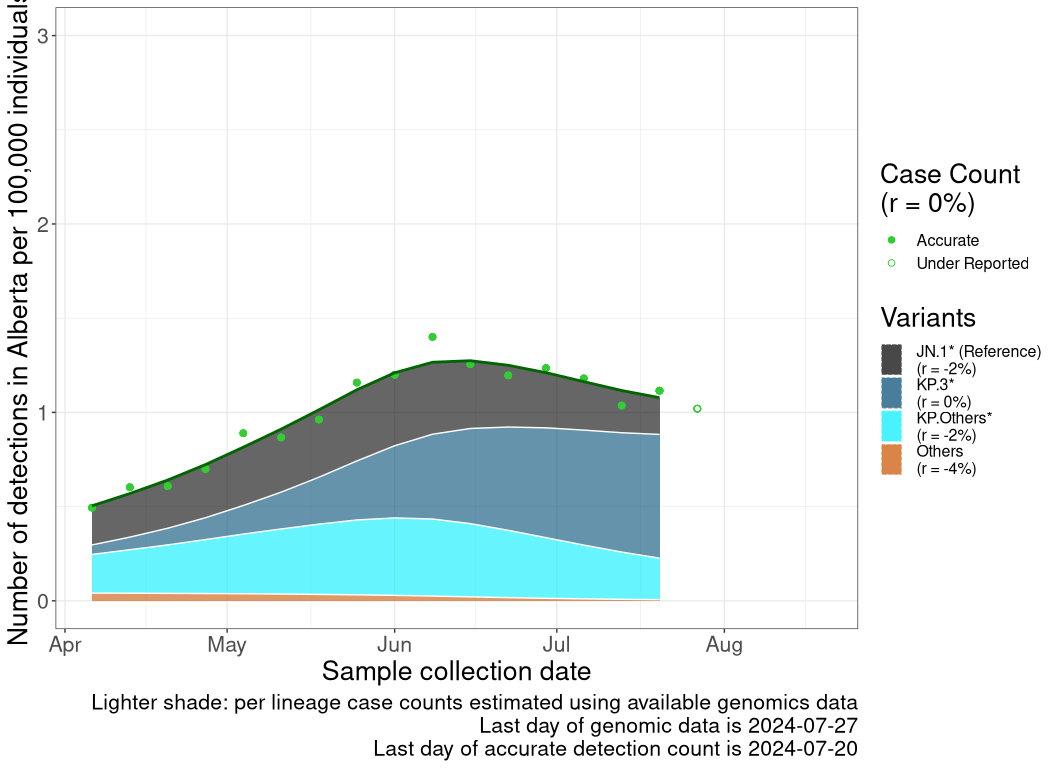 Number of detections in Alberta per 100,000 individuals
3
2
1
0
Apr
May
Jun
Jul
Aug
Sample collection date
Lighter shade: per lineage case counts estimated using available genomics data
Last day of genomic data is 2024-07-27
Last day of accurate detection count is 2024-07-20
Case Count
(r = 0%)
Accurate
Under Reported
Variants
JN.1* (Reference)
(r = -2%)
KP.3*
(r = 0%)
KP.Others*
(r = -2%)
Others
(r = -4%)